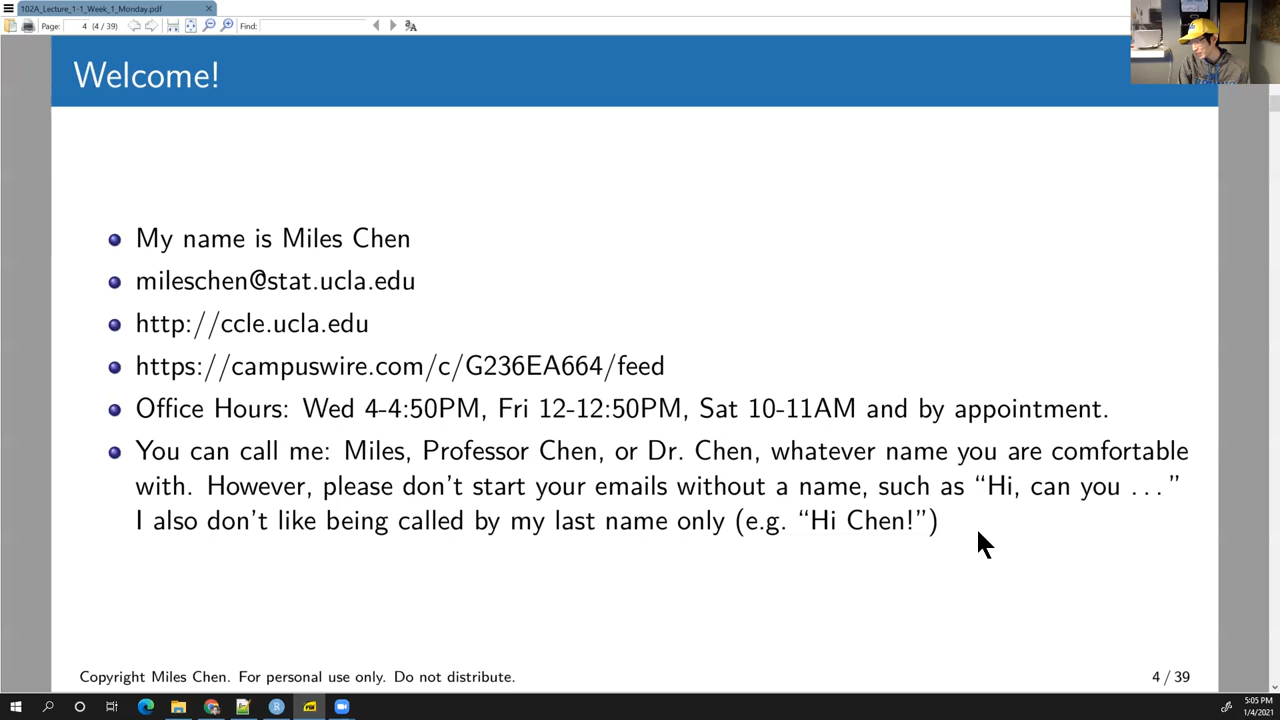 102A_Lecture_1-1_Week_1_Monday.pdf
Page: 4 (4 / 39) Find:
Welcome!
My name is Miles Chen
mileschen@stat.ucla.edu
http://ccle.ucla.edu
https://campuswire.com/c/G236EA664/feed
Office Hours: Wed 4-4:50PM, Fri 12-12:50PM, Sat 10-11AM and by appointment.
You can call me: Miles, Professor Chen, or Dr. Chen, whatever name you are comfortable
with. However, please don't start your emails without a name, such as “Hi, can you . . . ”
I also don't like being called by my last name only (e.g. “Hi Chen!”)
Copyright Miles Chen. For personal use only. Do not distribute.
4 / 39
5:05 PM
1/4/2021